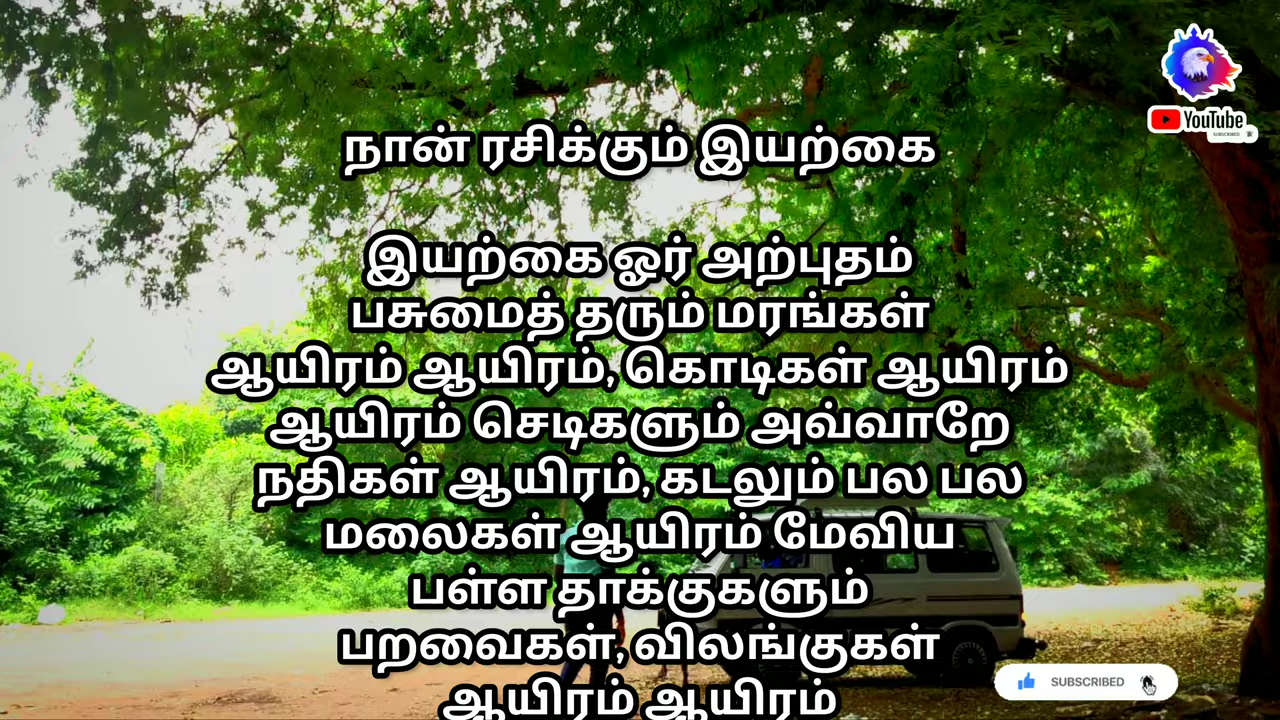 YouTube
SUBSCRIBED
நான் ரசிக்கும் இயற்கை
இயற்கை ஓர் அற்புதம்
பசுமைத் தரும் மரங்கள்
ஆயிரம் ஆயிரம், கொடிகள் ஆயிரம்
ஆயிரம் செடிகளும் அவ்வாறே
நதிகள் ஆயிரம், கடலும் பல பல
மலைகள் ஆயிரம் மேவிய
பள்ள தாக்குகளும்
பறவைகள், விலங்குகள்
ஆயிரம் ஆயிரம்
SUBSCRIBED